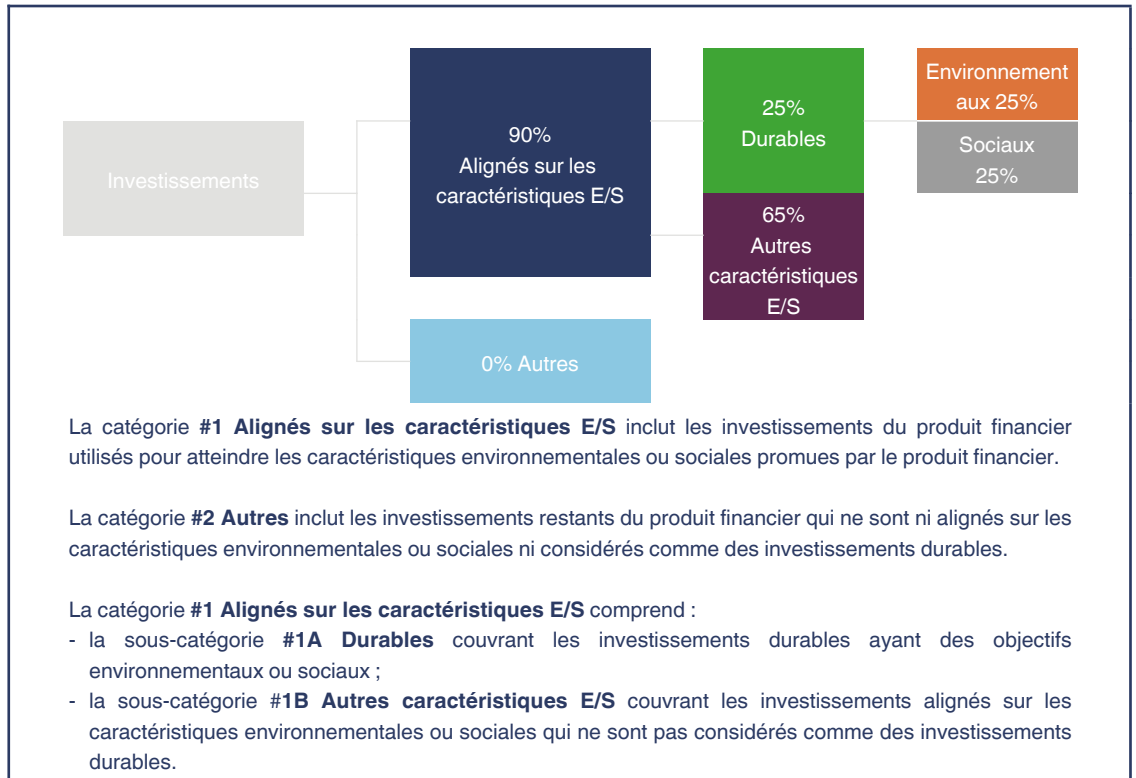 Investissements
90%
Alignés sur les
caractéristiques E/S
0% Autres
25%
Durables
65%
Autres
caractéristiques
E/S
Environnement
aux 25%
Sociaux
25%
La catégorie #1 Alignés sur les caractéristiques E/S inclut les investissements du produit financier
utilisés pour atteindre les caractéristiques environnementales ou sociales promues par le produit financier.
La catégorie #2 Autres inclut les investissements restants du produit financier qui ne sont ni alignés sur les
caractéristiques environnementales ou sociales ni considérés comme des investissements durables.
La catégorie #1 Alignés sur les caractéristiques E/S comprend :
- la sous-catégorie #1A Durables couvrant les investissements durables ayant des objectifs
environnementaux ou sociaux ;
- la sous-catégorie #1B Autres caractéristiques E/S couvrant les investissements alignés sur les
caractéristiques environnementales ou sociales qui ne sont pas considérés comme des investissements
durables.